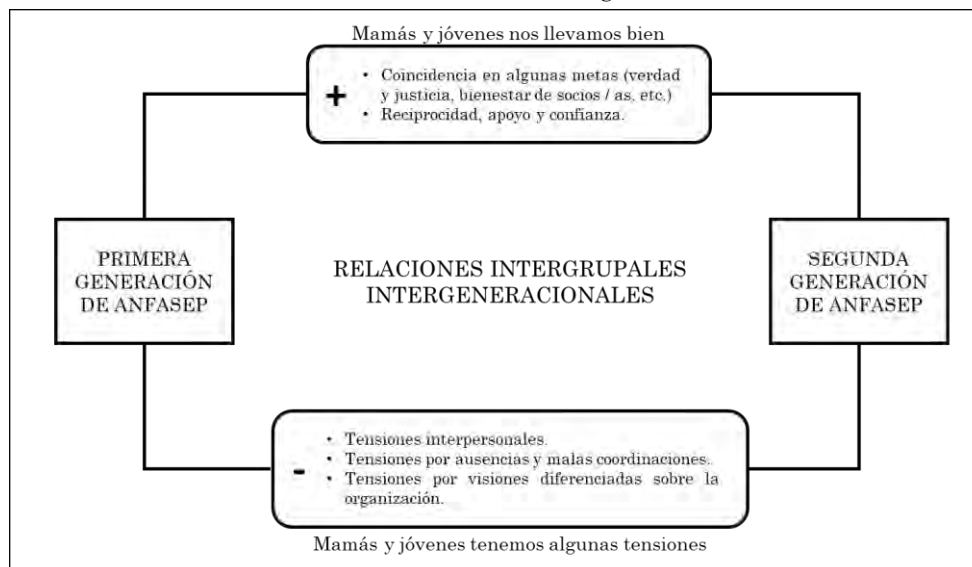 Mamás y jóvenes nos llevamos bien
+
• Coincidencia en algunas metas (verdad
y justicia, bienestar de socios / as, etc.)
• Reciprocidad, apoyo y confianza.
PRIMERA
GENERACIÓN
DE ANFASEP
RELACIONES INTERGRUPALES
INTERGENERACIONALES
SEGUNDA
GENERACIÓN
DE ANFASEP
-
• Tensiones interpersonales.
• Tensiones por ausencias y malas coordinaciones.
• Tensiones por visiones diferenciadas sobre la
organización.
Mamás y jóvenes tenemos algunas tensiones